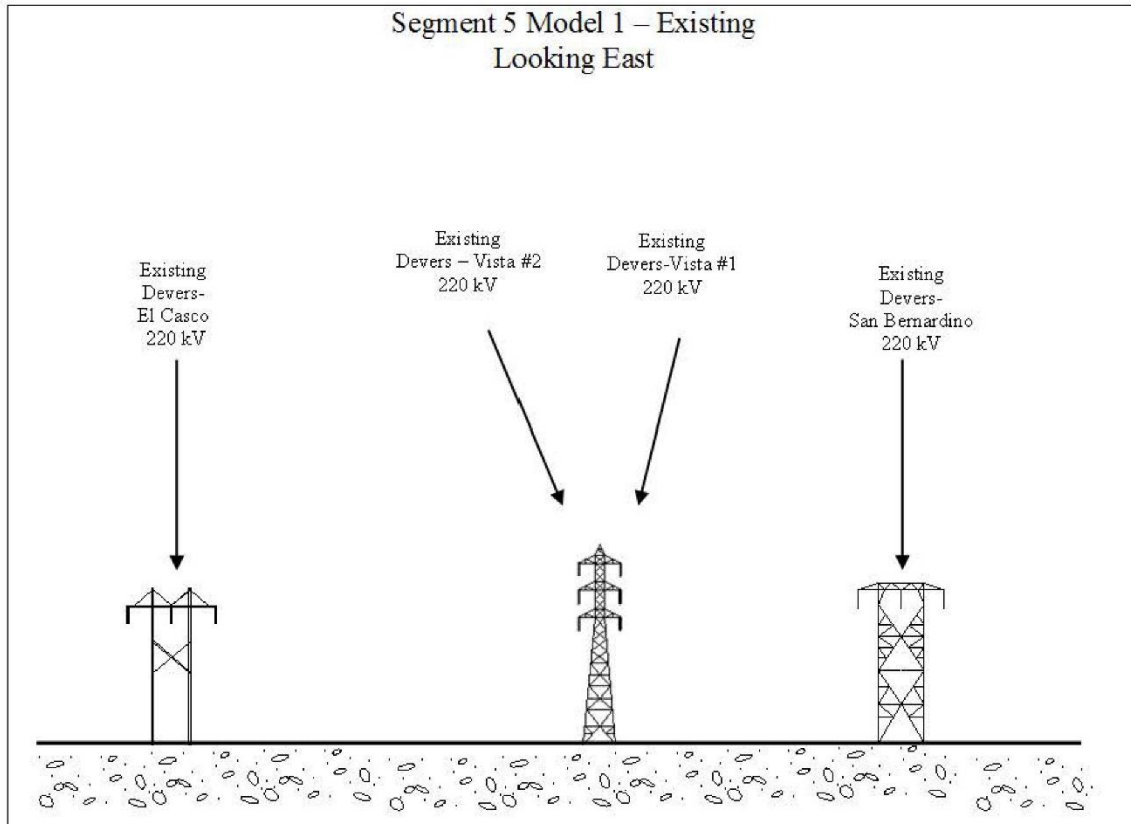 Segment 5 Model 1 – Existing
Looking East
Existing
Devers-
El Casco
220 kV
Existing
Devers – Vista #2
220 kV
Existing
Devers-Vista #1
220 kV
Existing
Devers-
San Bernardino
220 kV